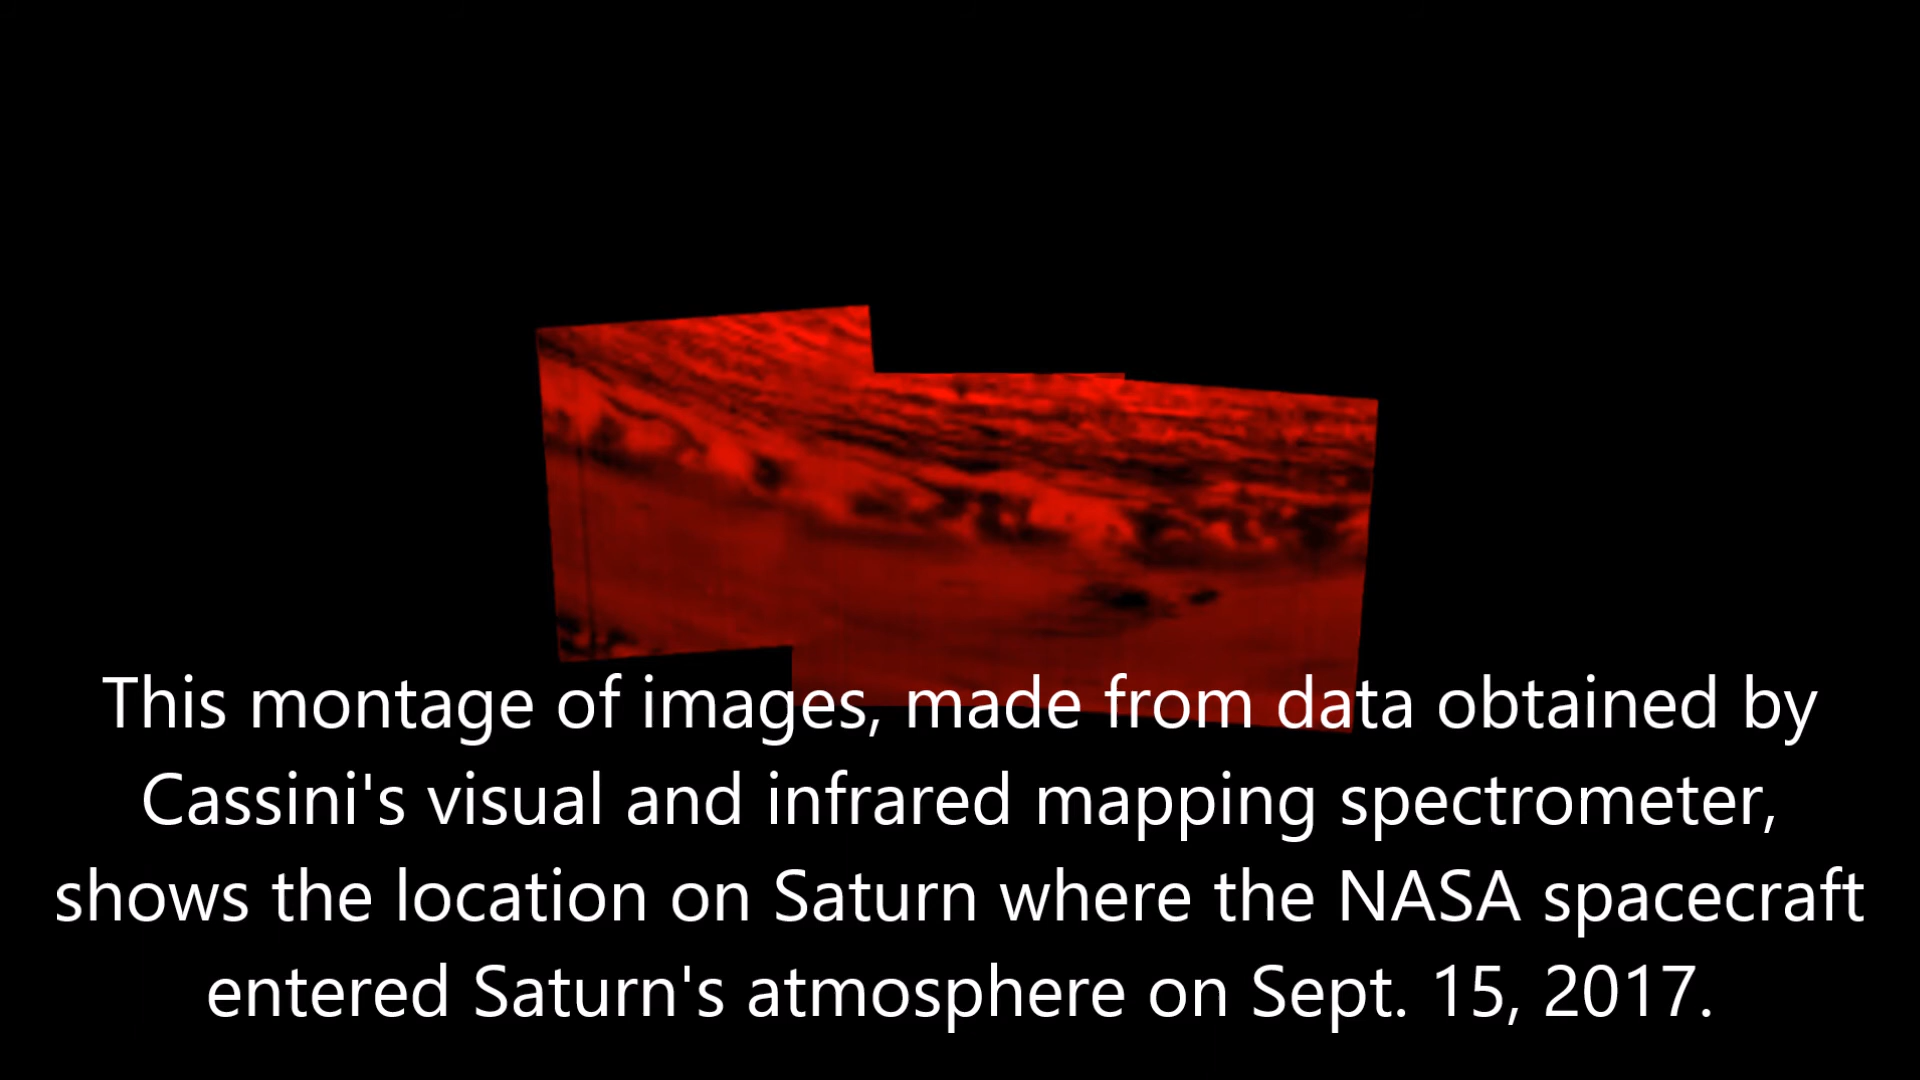 This montage of images, made from data obtained by
Cassini's visual and infrared mapping spectrometer,
shows the location on Saturn where the NASA spacecraft
entered Saturn's atmosphere on Sept. 15, 2017.